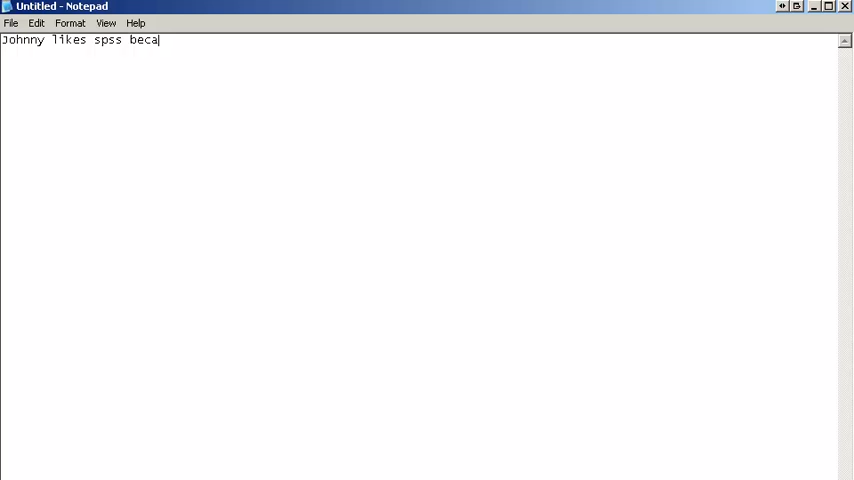 Untitled - Notepad
File Edit Format View Help
Johnny likes spss beca